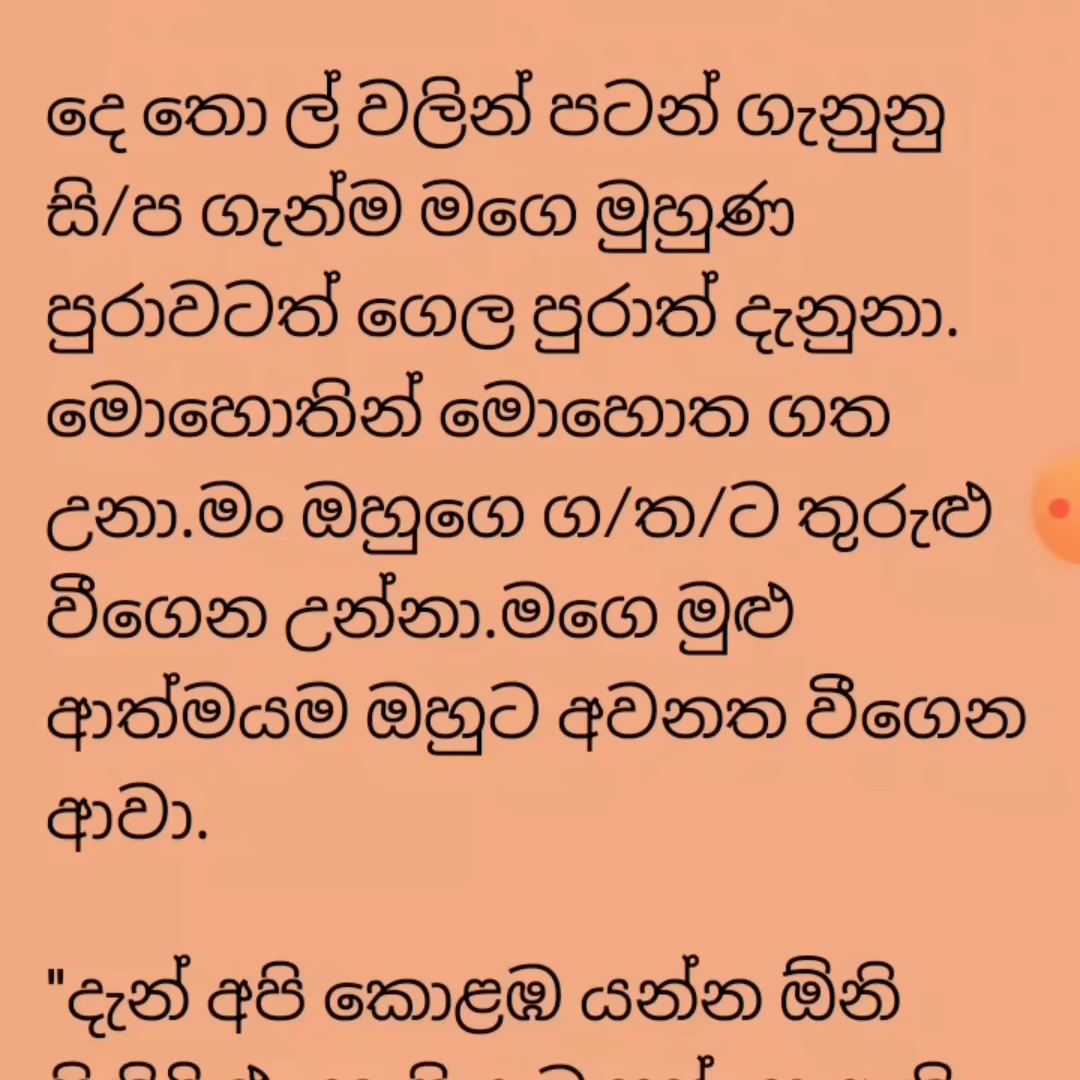 දෙ තො ල් වලින් පටන් ගැනුනු
සි/ප ගැන්ම මගෙ මුහුණ
පුරාවටත් ගෙල පුරාත් දැනුනා.
මොහොතින් මොහොත ගත
උනා.මං ඔහුගෙ ග/ත/ට තුරුළු
වීගෙන උන්නා.මගෙ මුළු
ආත්මයම ඔහුට අවනත වීගෙන
ආවා.
"දැන් අපි කොළඹ යන්න ඕනි